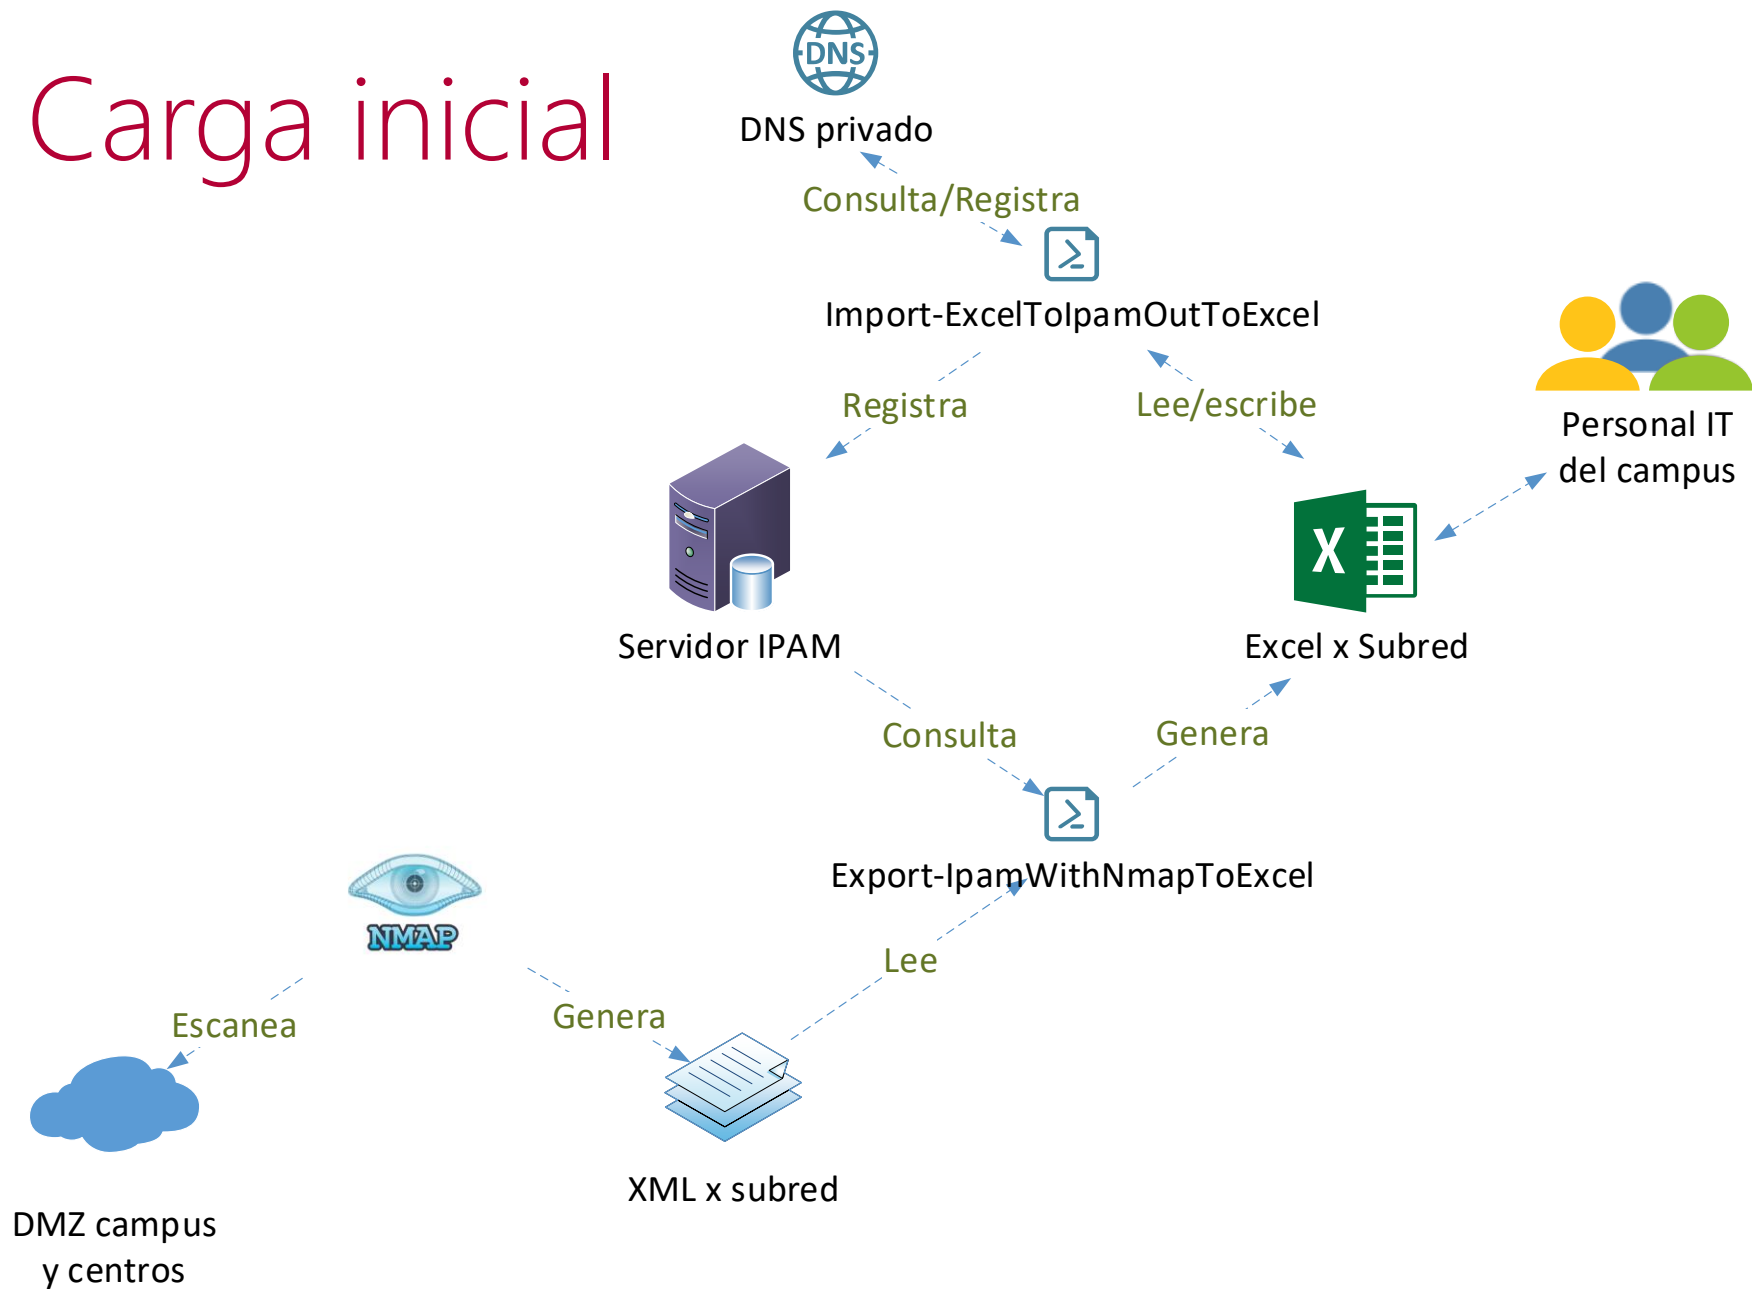 Carga inicial
DNS
DNS privado
Consulta/Registra
Import-ExcelToIpamOutToExcel
Registra
Lee/escribe
Personal IT
del campus
X
Servidor IPAM
Excel x Subred
Consulta
Genera
Export-IpamWithNmapToExcel
NMAP
Lee
Escanea
Genera
XML x subred
DMZ campus
y centros